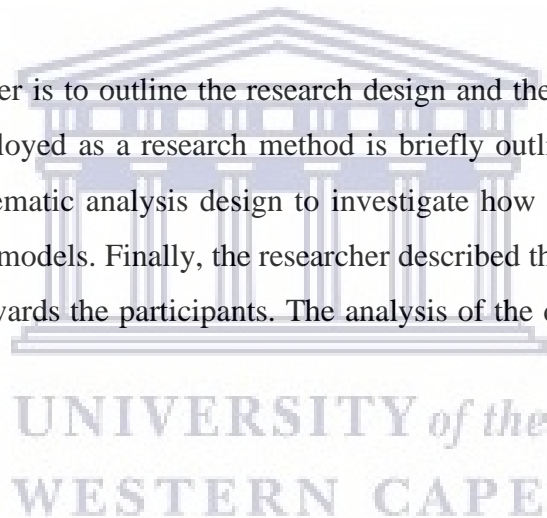 er is to outline the research design and the
loyed as a research method is briefly outli
ematic analysis design to investigate how
models. Finally, the researcher described th
wards the participants. The analysis of the
UNIVERSITY of the
WESTERN CAPE